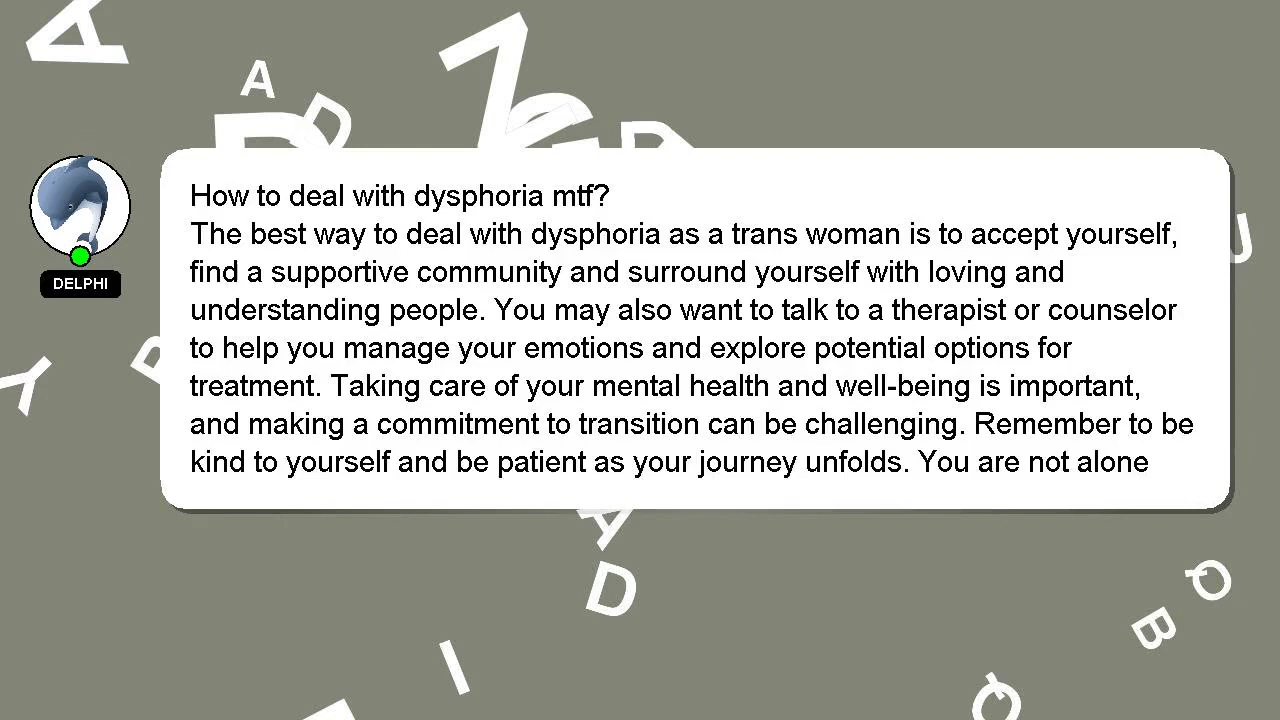 A
A
Z
D
e
D
D
J
DELPHI
How to deal with dysphoria mtf?
The best way to deal with dysphoria as a trans woman is to accept yourself,
find a supportive community and surround yourself with loving and
understanding people. You may also want to talk to a therapist or counselor
to help you manage your emotions and explore potential options for
treatment. Taking care of your mental health and well-being is important,
and making a commitment to transition can be challenging. Remember to be
kind to yourself and be patient as your journey unfolds. You are not alone
Y
A
D
Q
B
I
Q